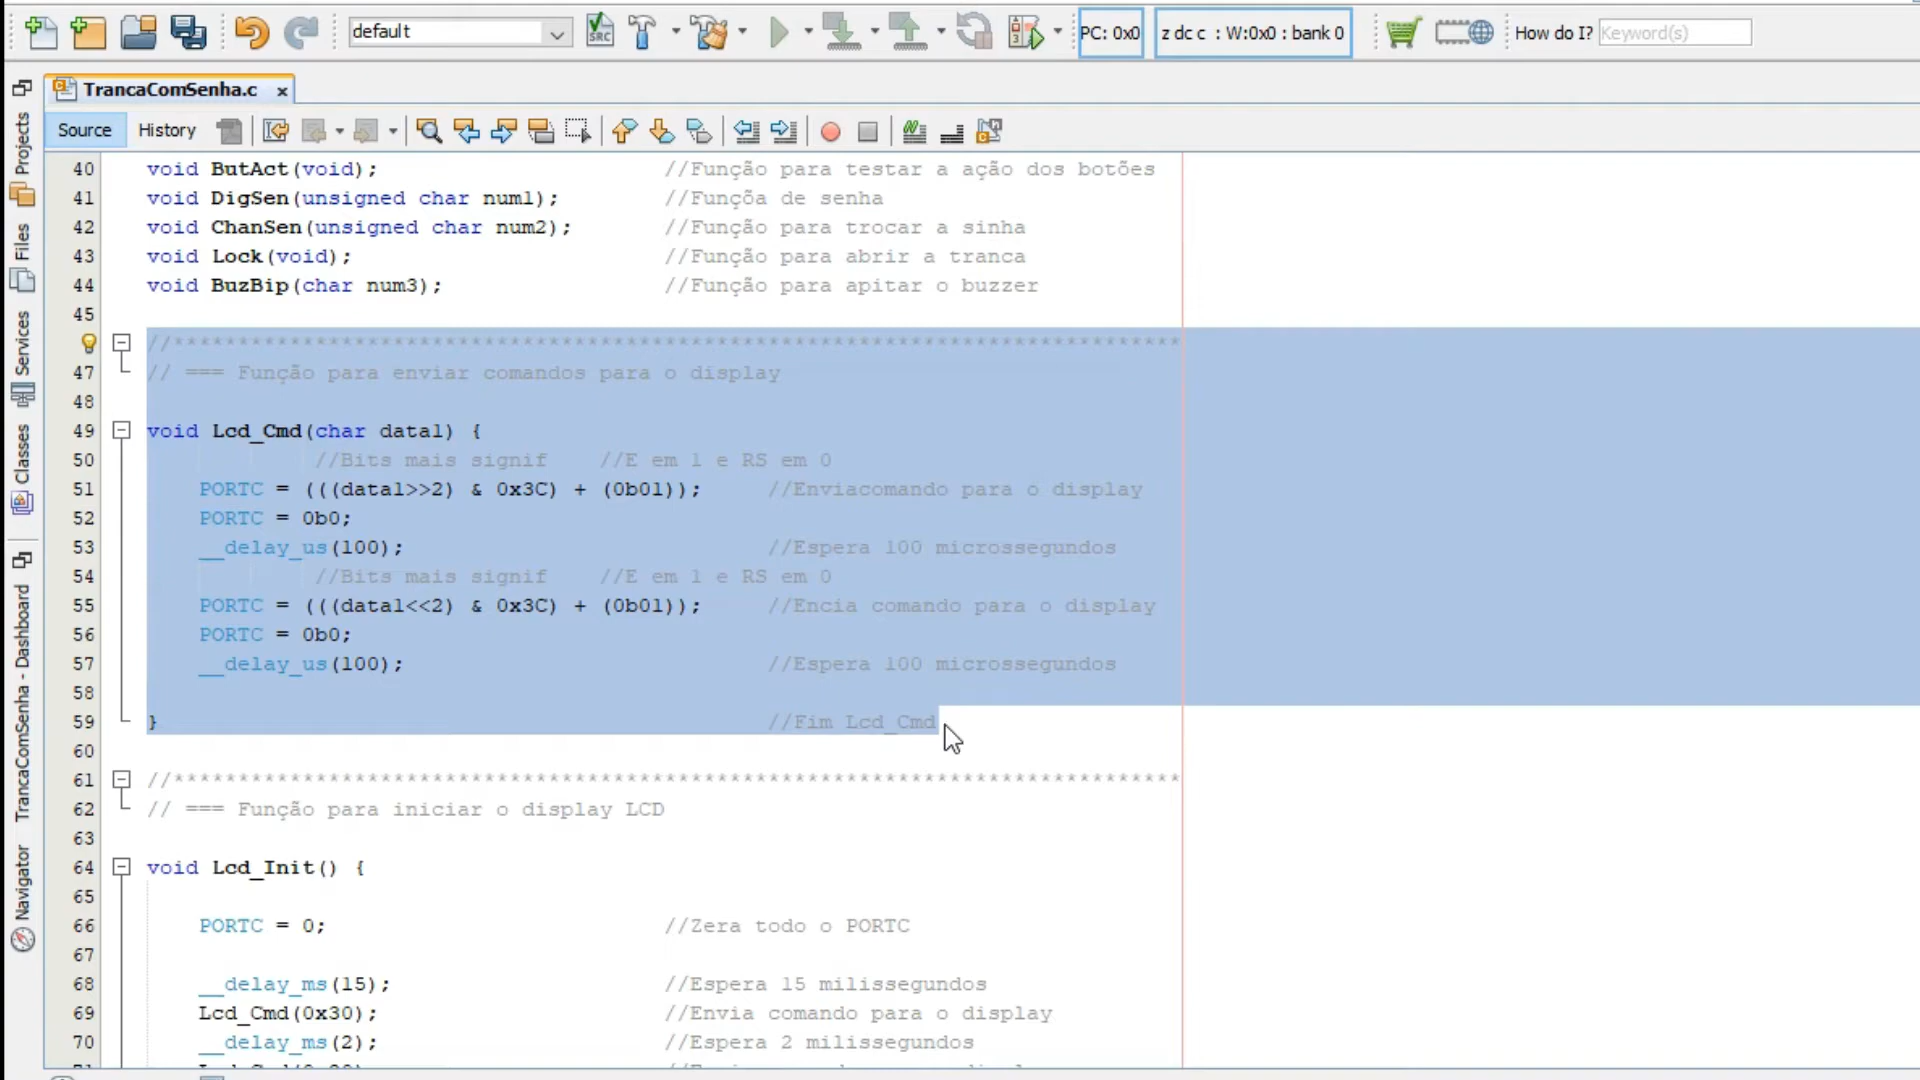 default
PC: 0x0
z dc c : W:0x0 : bank 0
How do I?
Keyword(s)
TrancaComSenha.c
Source
History
Projects
Files
Services
Classes
TrancaComSenha - Dashboard
Navigator
40 void ButAct(void); //Função para testar a ação dos botões
41 void DigSen(unsigned char num1); //Funçõa de senha
42 void ChanSen(unsigned char num2); //Função para trocar a sinha
43 void Lock(void); //Função para abrir a tranca
44 void BuzBip(char num3); //Função para apitar o buzzer
45
//******************************************************************************
47 // === Função para enviar comandos para o display
48
49 void Lcd_Cmd(char data1) {
50 //Bits mais signif //E em 1 e RS em 0
51 PORTC = (((data1>>2) & 0x3C) + (0b01)); //Enviacomando para o display
52 PORTC = 0b0;
53 __delay_us(100); //Espera 100 microssegundos
54 //Bits mais signif //E em 1 e RS em 0
55 PORTC = (((data1<<2) & 0x3C) + (0b01)); //Encia comando para o display
56 PORTC = 0b0;
57 __delay_us(100); //Espera 100 microssegundos
58
59 } //Fim Lcd_Cmd
60
61 //******************************************************************************
62 // === Função para iniciar o display LCD
63
64 void Lcd_Init() {
65
66 PORTC = 0; //Zera todo o PORTC
67
68 __delay_ms(15); //Espera 15 milissegundos
69 Lcd_Cmd(0x30); //Envia comando para o display
70 __delay_ms(2); //Espera 2 milissegundos